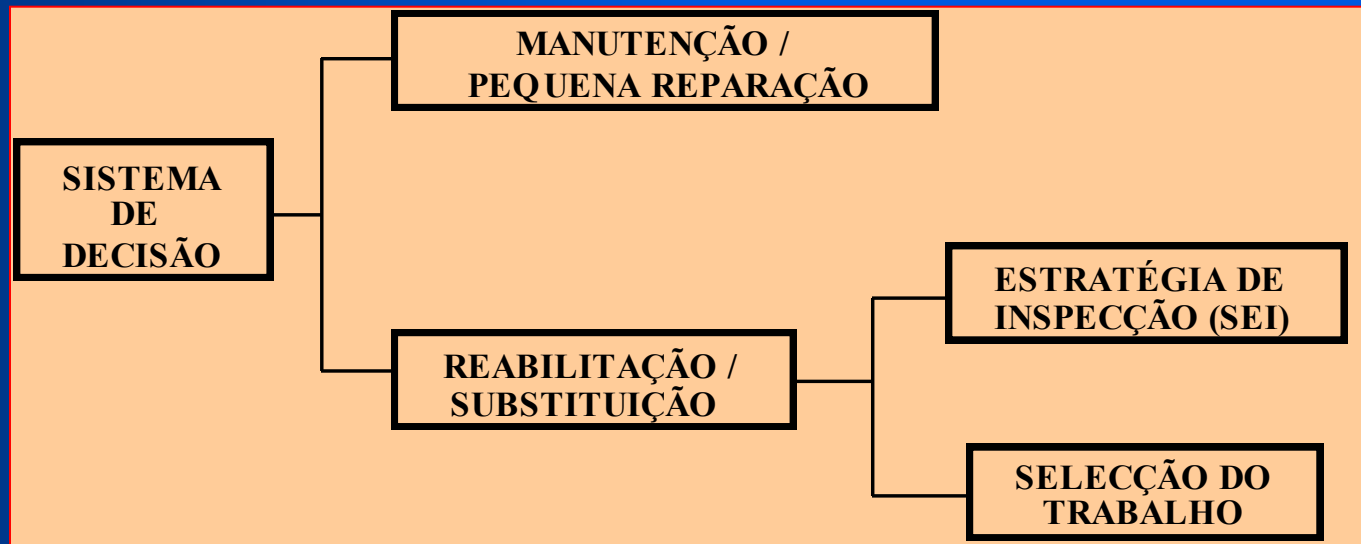 MANUTENÇÃO /
PEQUENA REPARAÇÃO
SISTEMA
DE
DECISÃO
REABILITAÇÃO /
SUBSTITUIÇÃO
ESTRATÉGIA DE
INSPECÇÃO (SEI)
SELECÇÃO DO
TRABALHO